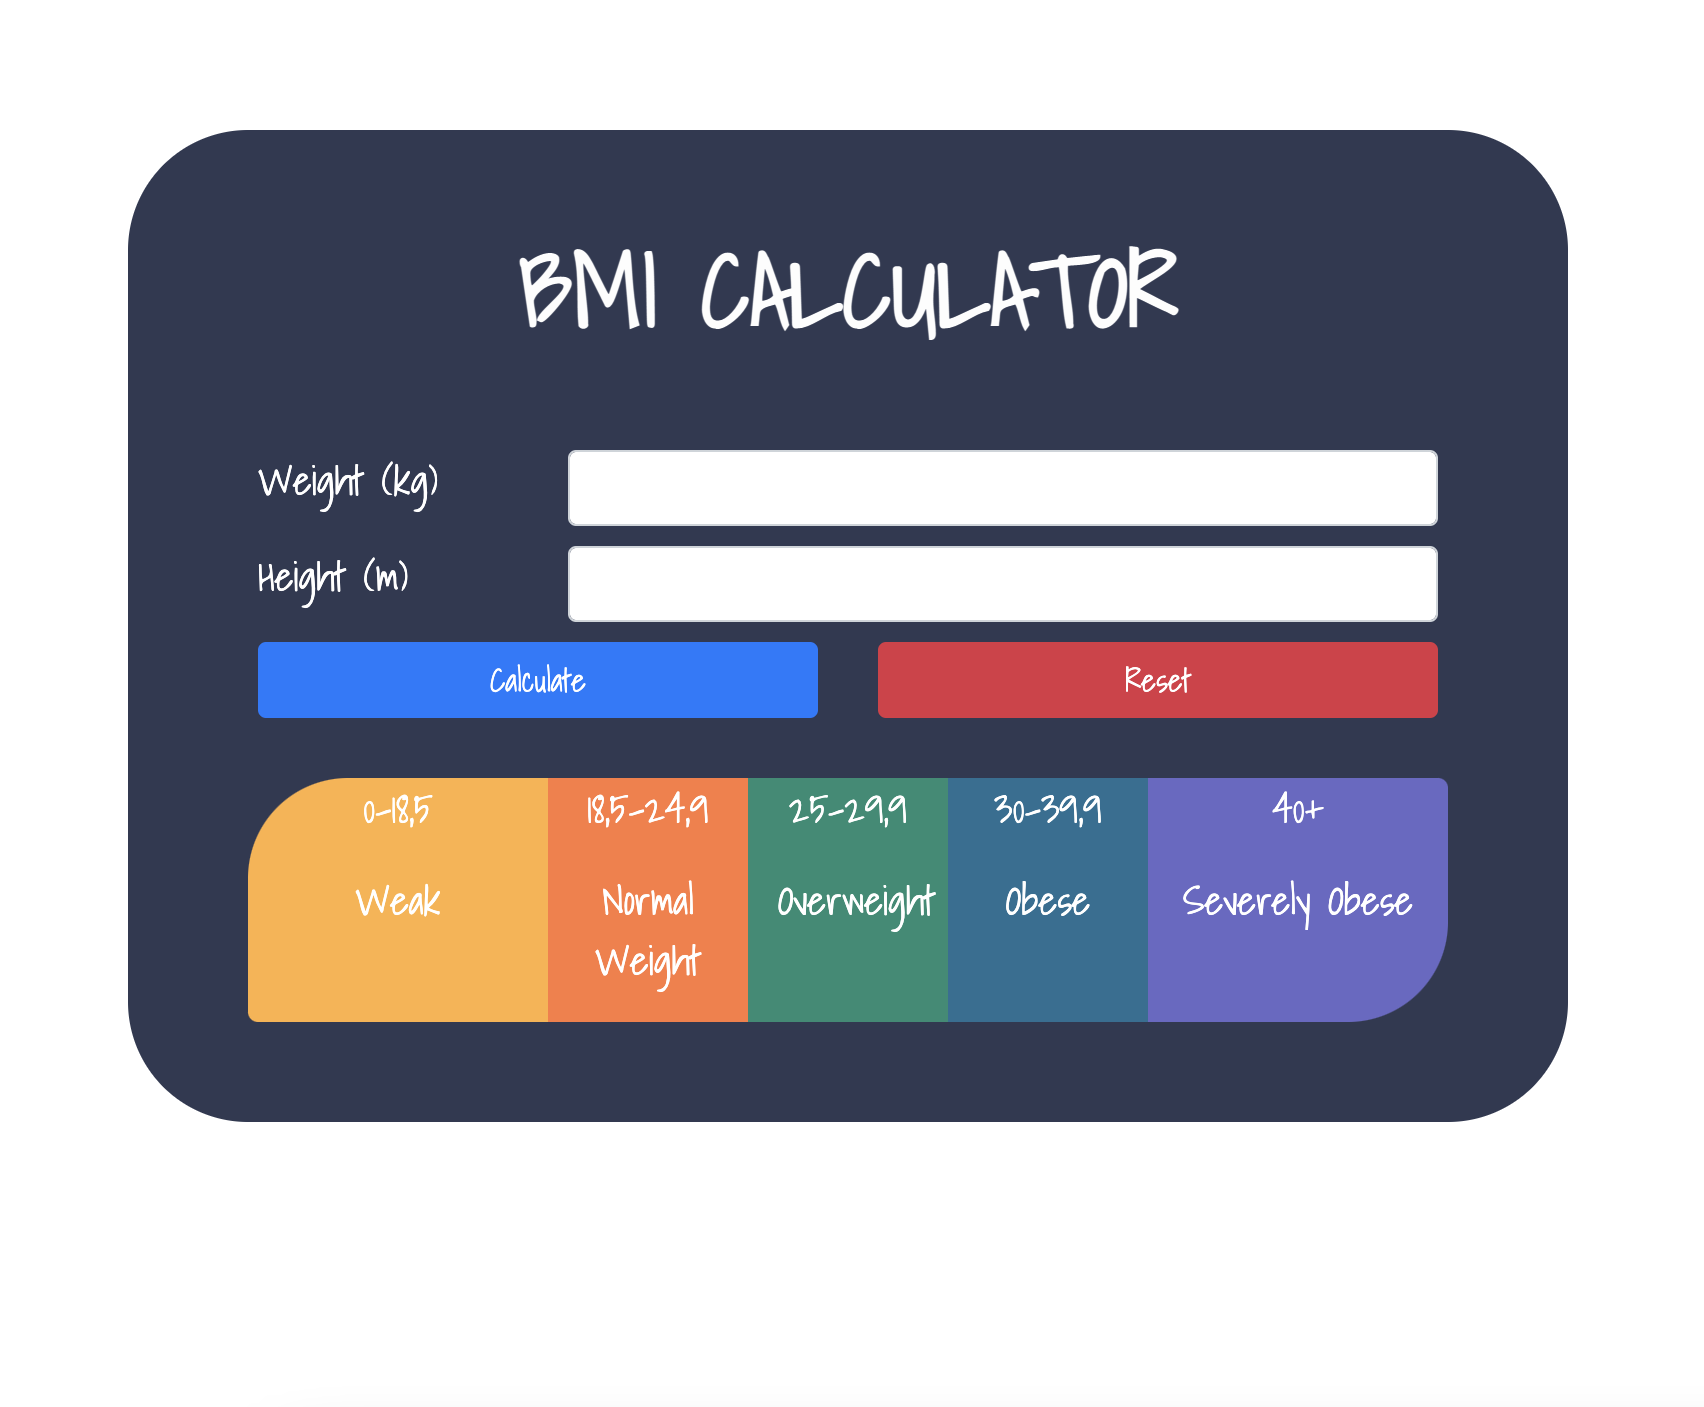 BMI CALCULATOR
Weight (kg)
Height (m)
Calculate Reset
0-18,5 18,5-24,9 25-29,9 30-39,9 40+
Weak Normal Overweight Obese Severely Obese
Weight